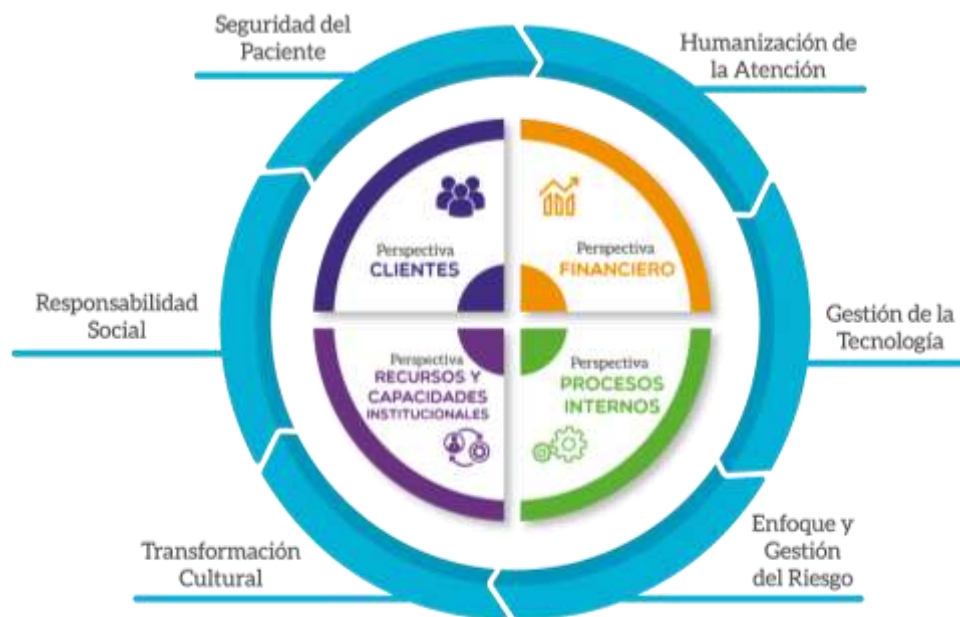 Seguridad del
Paciente
Humanización de
la Atención
Perspectiva
CLIENTES
Perspectiva
FINANCIERO
Responsabilidad
Social
Gestión de la
Tecnología
Perspectiva
RECURSOS Y
CAPACIDADES
INSTITUCIONALES
Perspectiva
PROCESOS
INTERNOS
Transformación
Cultural
Enfoque y
Gestión
del Riesgo